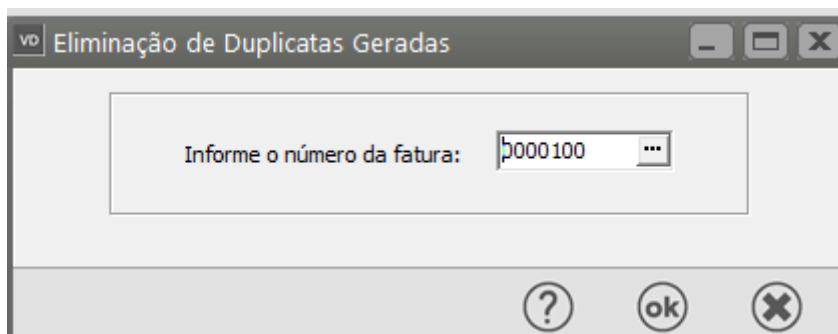 VD Eliminação de Duplicatas Geradas
Informe o número da fatura: 0000100 ...
? ok